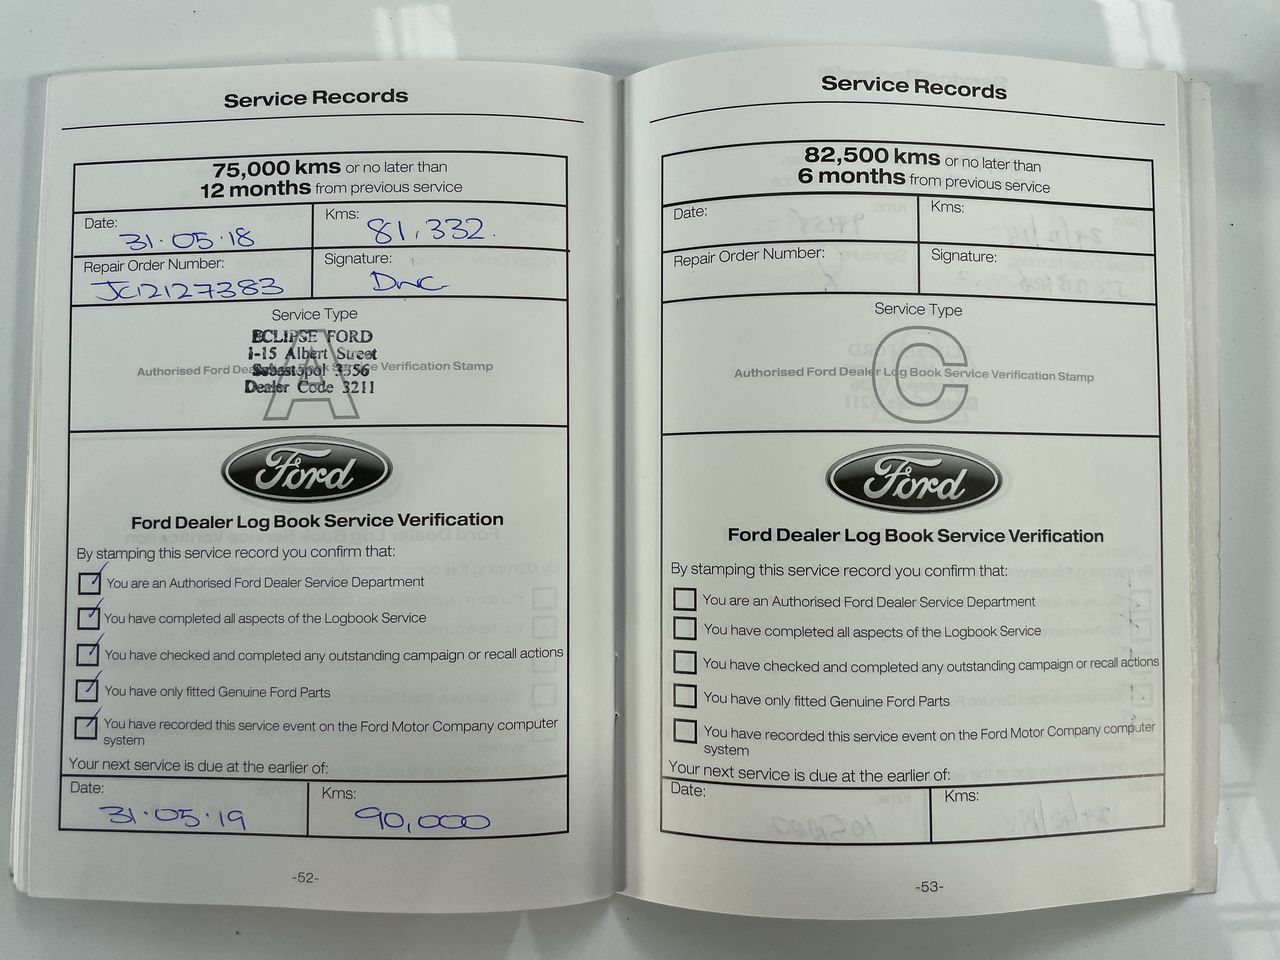 Service Records
75,000 kms or no later than
12 months from previous service
Date:
31.05.18
Kms:
81,332.
Repair Order Number:
JC12127383
Signature:
Service Type
A
ECLIPSE FORD
1-15 Albert Street
Sebastopol 3356
Dealer Code 3211
Authorised Ford Dealer Log Book Service Verification Stamp
Ford
Ford Dealer Log Book Service Verification
By stamping this service record you confirm that:
You are an Authorised Ford Dealer Service Department
You have completed all aspects of the Logbook Service
You have checked and completed any outstanding campaign or recall actions
You have only fitted Genuine Ford Parts
You have recorded this service event on the Ford Motor Company computer
system
Your next service is due at the earlier of:
Date:
31.05.19
Kms:
90,000
-52-
Service Records
82,500 kms or no later than
6 months from previous service
Date:
Kms:
Repair Order Number:
Signature:
Service Type
C
Authorised Ford Dealer Log Book Service Verification Stamp
Ford
Ford Dealer Log Book Service Verification
By stamping this service record you confirm that:
You are an Authorised Ford Dealer Service Department
You have completed all aspects of the Logbook Service
You have checked and completed any outstanding campaign or recall actions
You have only fitted Genuine Ford Parts
You have recorded this service event on the Ford Motor Company computer
system
Your next service is due at the earlier of:
Date:
Kms:
-53-